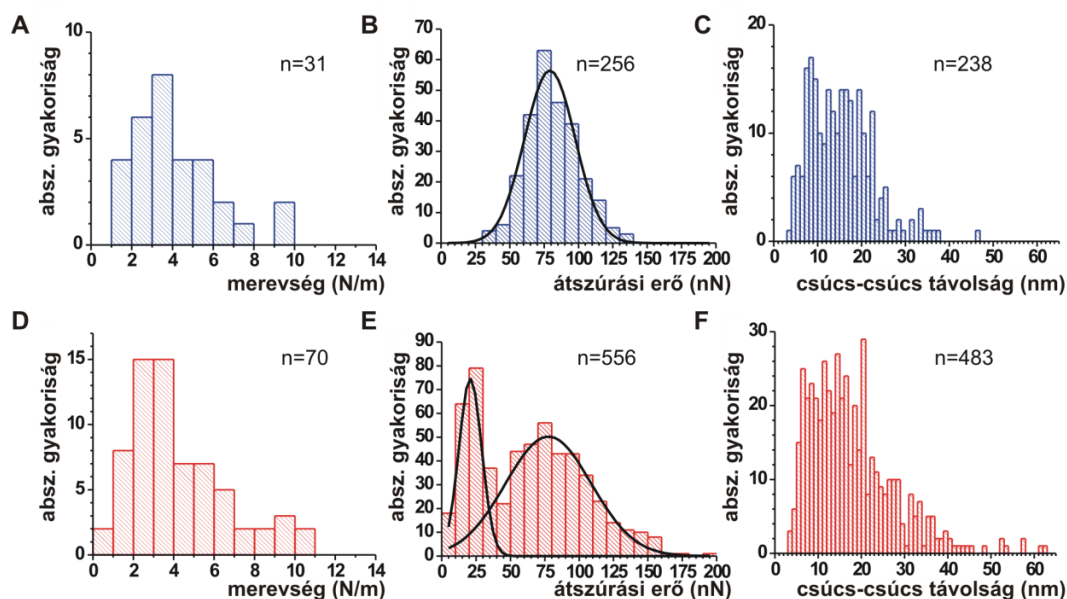 A
absz. gyakoriság
10
5
0
n=31
0 2 4 6 8 10 12 14
merevség (N/m)
B
absz. gyakoriság
70
60
50
40
30
20
10
0
n=256
0 25 50 75 100 125 150 175 200
átszúrási erő (nN)
C
absz. gyakoriság
20
10
0
n=238
0 10 20 30 40 50 60
csúcs-csúcs távolság (nm)
D
absz. gyakoriság
15
10
5
0
n=70
0 2 4 6 8 10 12 14
merevség (N/m)
E
absz. gyakoriság
90
80
70
60
50
40
30
20
10
0
n=556
0 25 50 75 100 125 150 175 200
átszúrási erő (nN)
F
absz. gyakoriság
30
20
10
0
n=483
0 10 20 30 40 50 60
csúcs-csúcs távolság (nm)